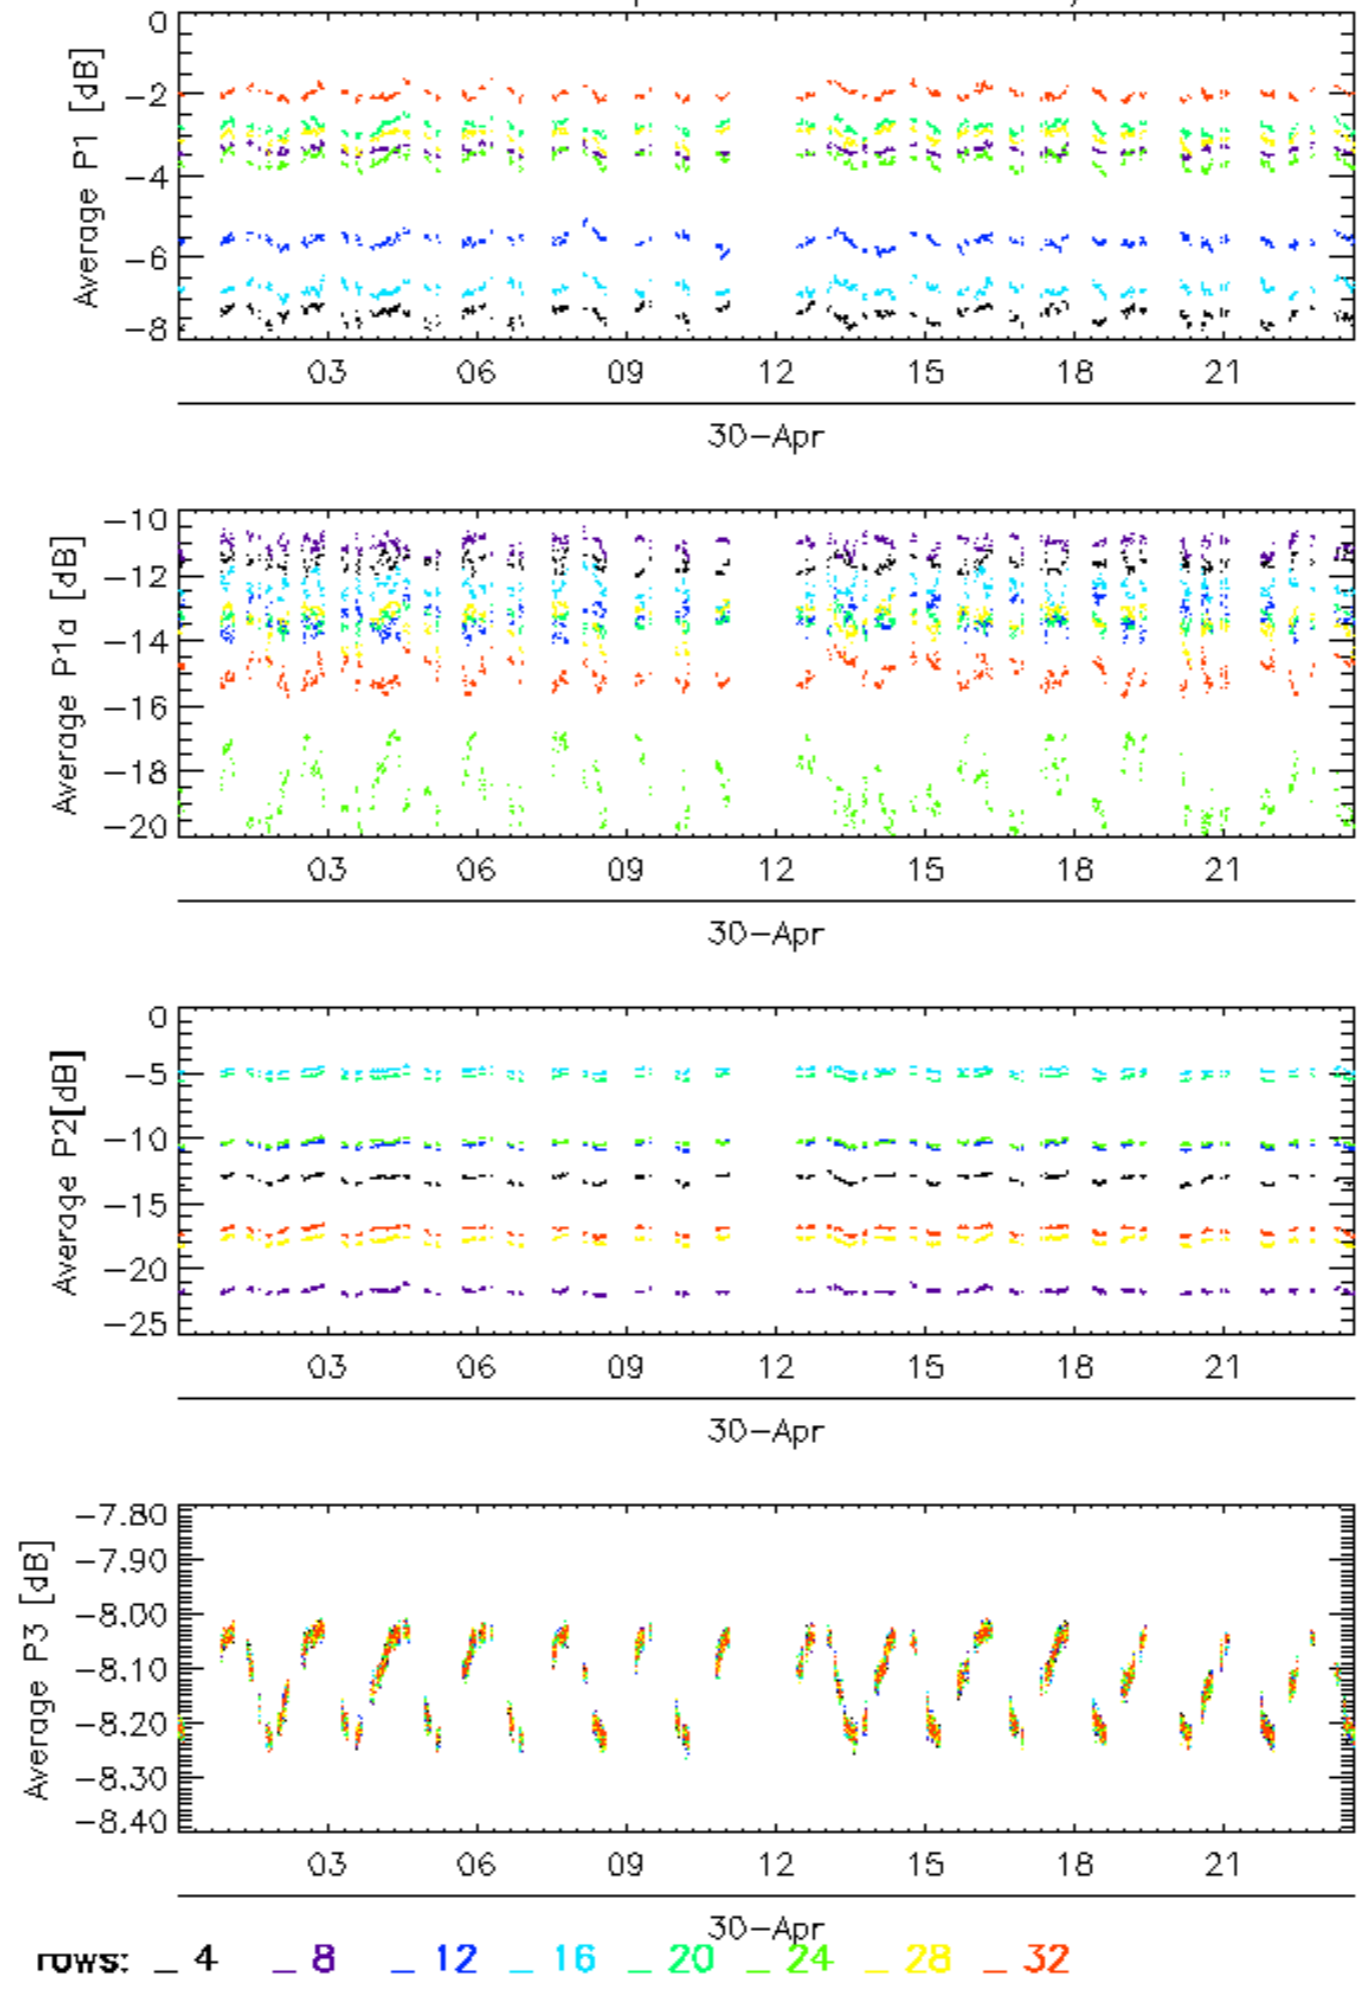 0
-2
-4
-6
-8
Average P1 [dB]
03 06 09 12 15 18 21
30-Apr
-10
-12
-14
-16
-18
-20
Average P1a [dB]
03 06 09 12 15 18 21
30-Apr
0
-5
-10
-15
-20
-25
Average P2[dB]
03 06 09 12 15 18 21
30-Apr
-7.80
-7.90
-8.00
-8.10
-8.20
-8.30
-8.40
Average P3 [dB]
03 06 09 12 15 18 21
30-Apr
rows: _ 4 _ 8 _ 12 _ 16 _ 20 _ 24 _ 28 _ 32